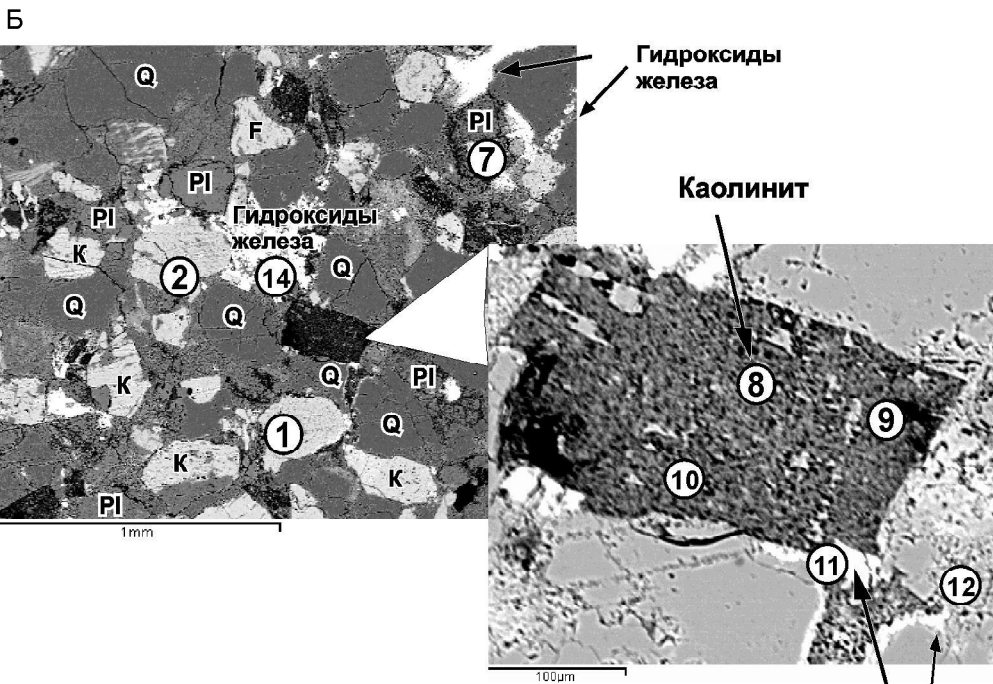 Б
Гидроксиды
железа
Q
Pl
7
F
Pl
Pl
Гидроксиды
железа
К
2
14
Q
Q
Q
Каолинит
К
Q
Pl
8
9
1
Q
К
К
10
Pl
11
12
1mm
100µm